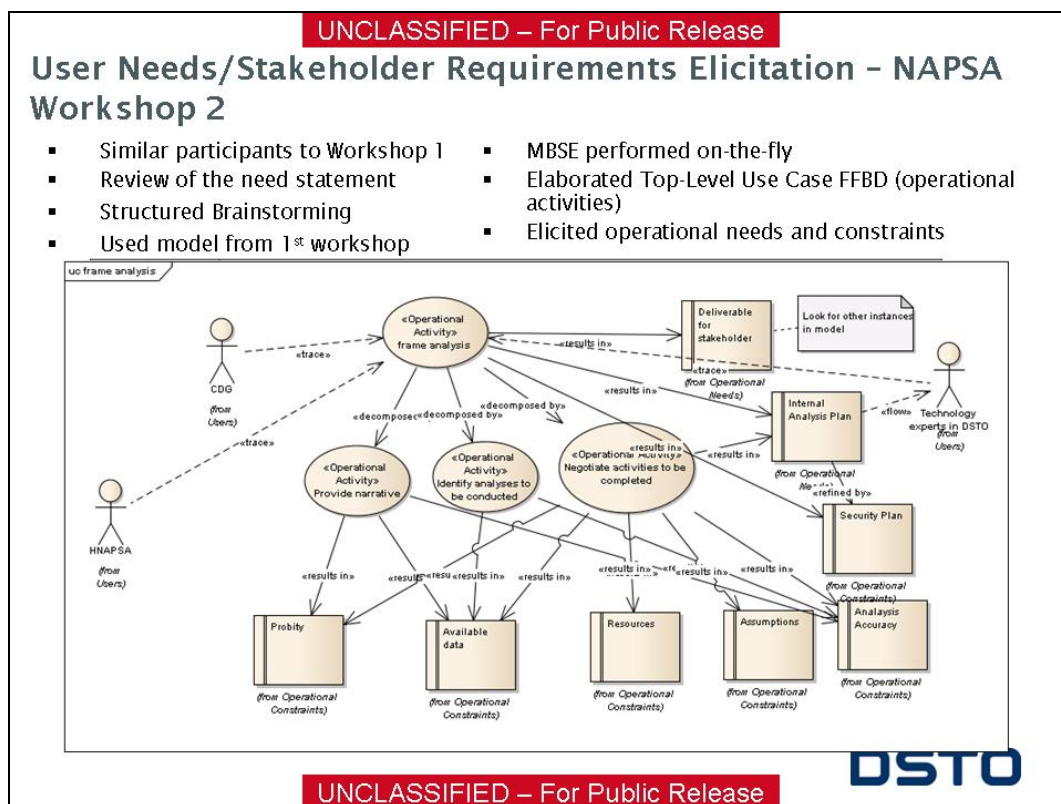 UNCLASSIFIED – For Public Release
User Needs/Stakeholder Requirements Elicitation – NAPSA
Workshop 2
▪ Similar participants to Workshop 1
▪ Review of the need statement
▪ Structured Brainstorming
▪ Used model from 1st workshop
▪ MBSE performed on-the-fly
▪ Elaborated Top-Level Use Case FFBD (operational
activities)
▪ Elicited operational needs and constraints
uc frame analysis
«Operational
Activity»
frame analysis
Deliverable
for
stakeholder
(from Operational
Needs)
Look for other instances
in model
CDG
(from
Users)
«trace»
«results in»
«trace»
«results in»
Internal
Analysis Plan
(from Operational
«flow»
Technology
experts in DSTO
(from
Users)
«trace»
«decomposed by»
«decomposed by»
«results in»
«results in»
«Operational
Activity»
Provide narrative
«Operational
Activity»
Identify analyses to
be conducted
«Operational Activity»
Negotiate activities to be
completed
«refined by»
Security Plan
(from Operational
Constraints)
HNAPSA
(from
Users)
«results in»
«results in»
«results in»
«results in»
«results in»
«results in»
Probity
(from Operational
Constraints)
Available
data
(from Operational
Constraints)
Resources
(from Operational
Constraints)
Assumptions
(from Operational
Constraints)
Analaysis
Accuracy
(from Operational
Constraints)
DSTO
UNCLASSIFIED – For Public Release